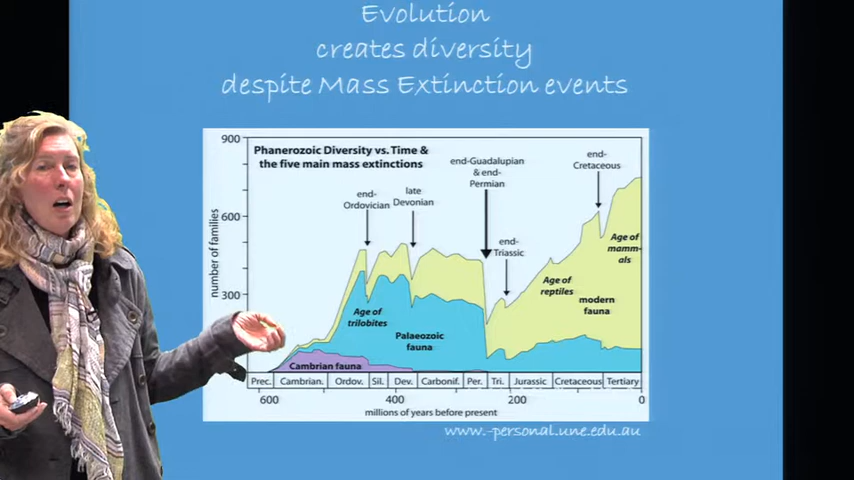 Evolution
creates diversity
despite Mass Extinction events
900
Phanerozoic Diversity vs. Time &
the five main mass extinctions
end-Guadalupian
& end-
Permian
end-
Cretaceous
end-
Ordovician
late
Devonian
600
end-
Triassic
Age of
mamm-
als
number of families
300
Age of
trilobites
Age of
reptiles
modern
fauna
Palaeozoic
fauna
Cambrian fauna
Prec. Cambrian. Ordov. Sil. Dev. Carbonif. Per. Tri. Jurassic Cretaceous Tertiary
600 400 200 0
millions of years before present
www.-personal.une.edu.au